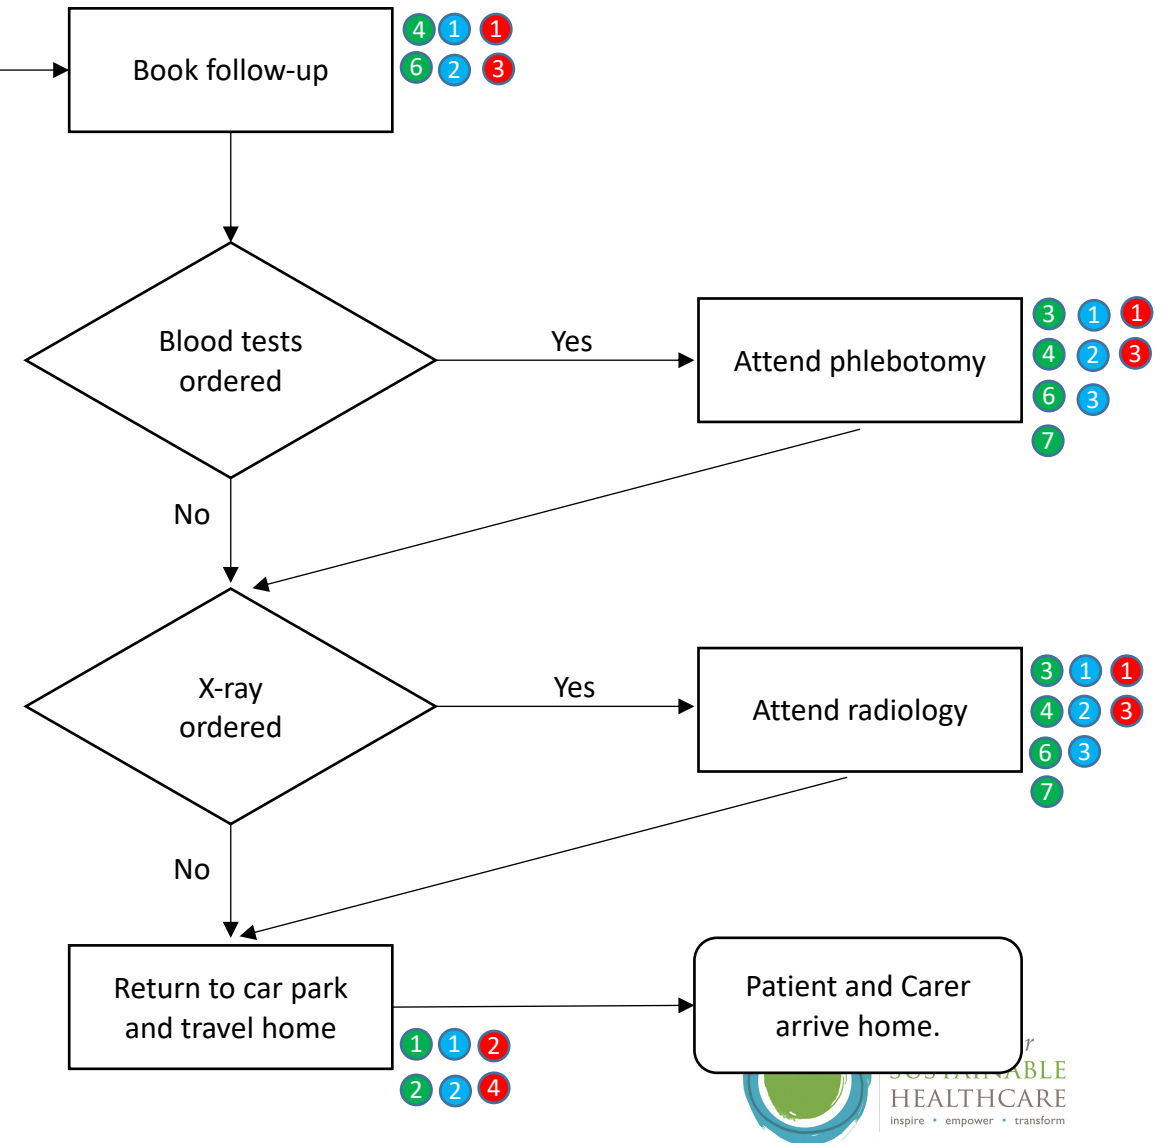 Book follow-up
4 1 1
6 2 3
Blood tests
ordered
Yes
Attend phlebotomy
3 1 1
4 2 3
6 3
7
No
X-ray
ordered
Yes
Attend radiology
3 1 1
4 2 3
6 3
7
No
Return to car park
and travel home
1 1 2
2 2 4
Patient and Carer
arrive home.
SUSTAINABLE
HEALTHCARE
inspire • empower • transform